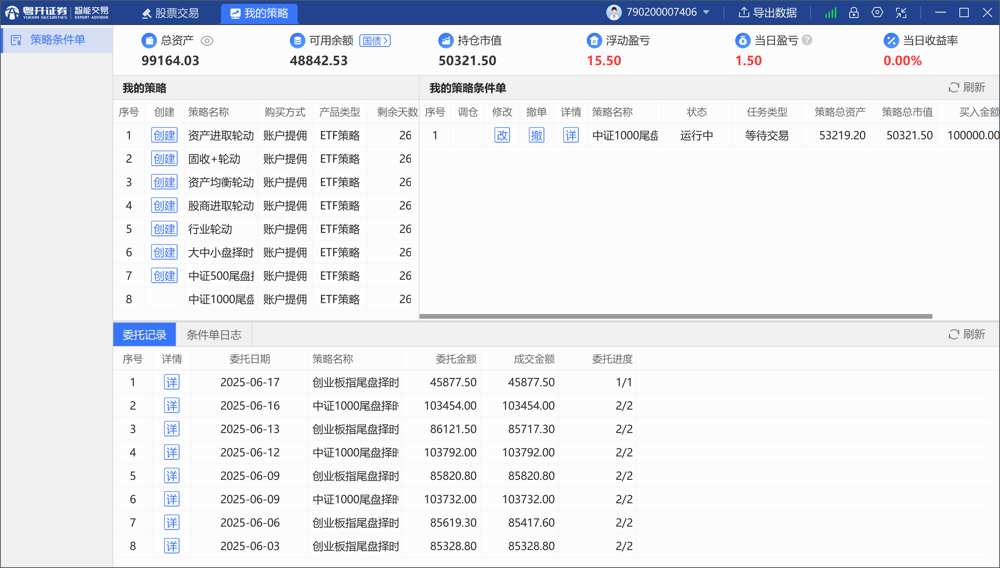 粤开证券 智能交易
YUEKAI SECURITIES EXPERT ADVISOR
股票交易 我的策略 790200007406 导出数据
策略条件单
总资产 可用余额 国债 持仓市值 浮动盈亏 当日盈亏 ? 当日收益率
99164.03 48842.53 50321.50 15.50 1.50 0.00%
我的策略
序号 创建 策略名称 购买方式 产品类型 剩余天数
1 创建 资产进取轮动 账户提佣 ETF策略 26
2 创建 固收+轮动 账户提佣 ETF策略 26
3 创建 资产均衡轮动 账户提佣 ETF策略 26
4 创建 股商进取轮动 账户提佣 ETF策略 26
5 创建 行业轮动 账户提佣 ETF策略 26
6 创建 大中小盘择时 账户提佣 ETF策略 26
7 创建 中证500尾盘 账户提佣 ETF策略 26
8 中证1000尾盘 账户提佣 ETF策略 26
我的策略条件单 刷新
序号 调仓 修改 撤单 详情 策略名称 状态 任务类型 策略总资产 策略总市值 买入金额
1 改 撤 详 中证1000尾盘 运行中 等待交易 53219.20 50321.50 100000.00
委托记录 条件单日志 刷新
序号 详情 委托日期 策略名称 委托金额 成交金额 委托进度
1 详 2025-06-17 创业板指尾盘择时 45877.50 45877.50 1/1
2 详 2025-06-16 中证1000尾盘择时 103454.00 103454.00 2/2
3 详 2025-06-13 创业板指尾盘择时 86121.50 85717.30 2/2
4 详 2025-06-12 中证1000尾盘择时 103792.00 103792.00 2/2
5 详 2025-06-09 创业板指尾盘择时 85820.80 85820.80 2/2
6 详 2025-06-09 中证1000尾盘择时 103732.00 103732.00 2/2
7 详 2025-06-06 创业板指尾盘择时 85619.30 85417.60 2/2
8 详 2025-06-03 创业板指尾盘择时 85328.80 85328.80 2/2